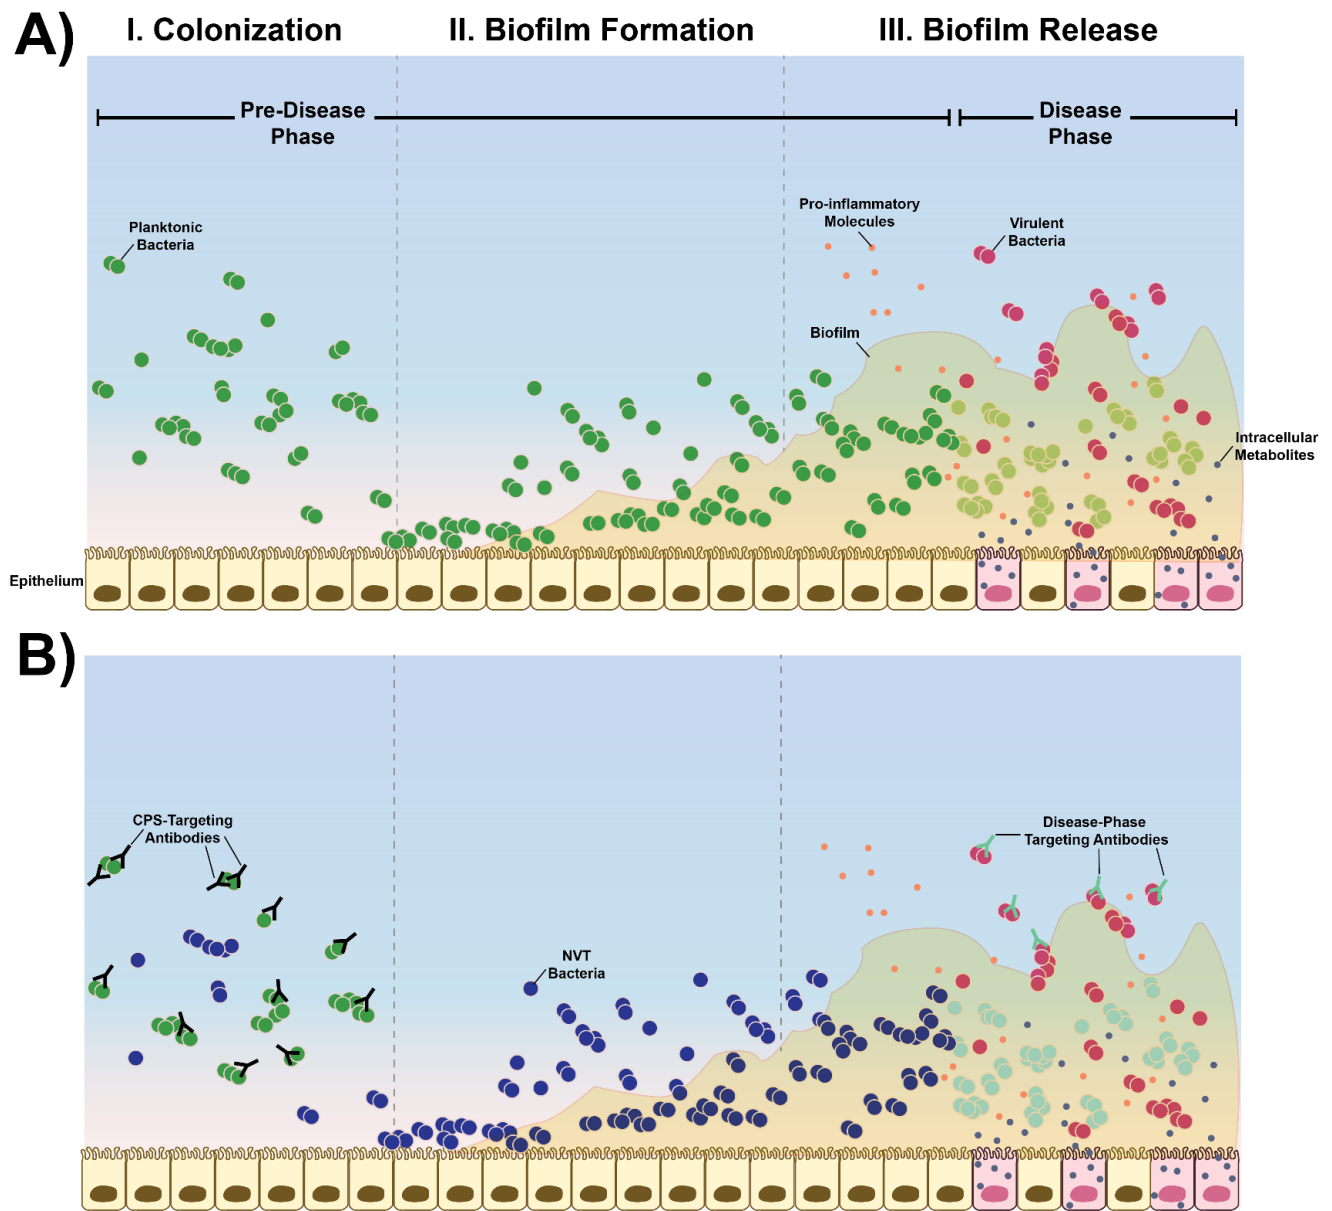 A)
I. Colonization
II. Biofilm Formation
III. Biofilm Release
Pre-Disease
Phase
Disease
Phase
Planktonic
Bacteria
Pro-inflammatory
Molecules
Virulent
Bacteria
Biofilm
Intracellular
Metabolites
Epithelium
B)
CPS-Targeting
Antibodies
Disease-Phase
Targeting Antibodies
NVT
Bacteria